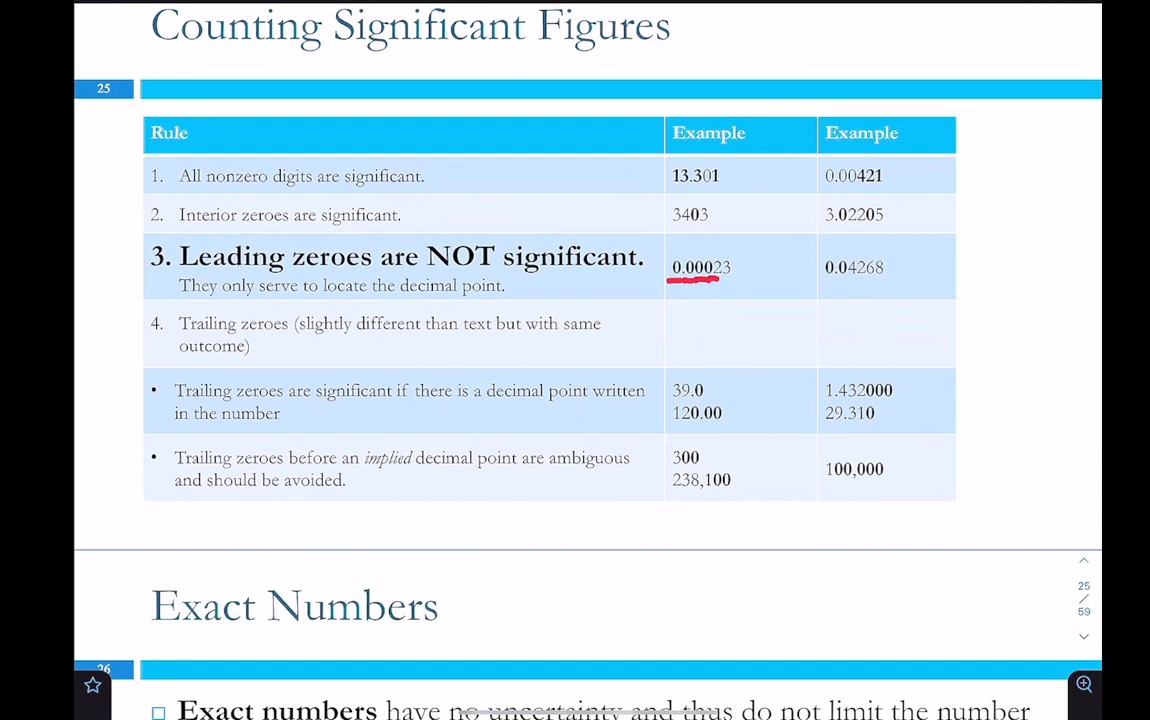 Counting Significant Figures
25
Rule Example Example
1. All nonzero digits are significant. 13.301 0.00421
2. Interior zeroes are significant. 3403 3.02205
3. Leading zeroes are NOT significant.
They only serve to locate the decimal point. 0.00023 0.04268
4. Trailing zeroes (slightly different than text but with same
outcome)
• Trailing zeroes are significant if there is a decimal point written 39.0 1.432000
in the number 120.00 29.310
• Trailing zeroes before an implied decimal point are ambiguous 300
and should be avoided. 238,100 100,000
25
/
59
Exact Numbers
26
Exact numbers have no uncertainty and thus do not limit the number